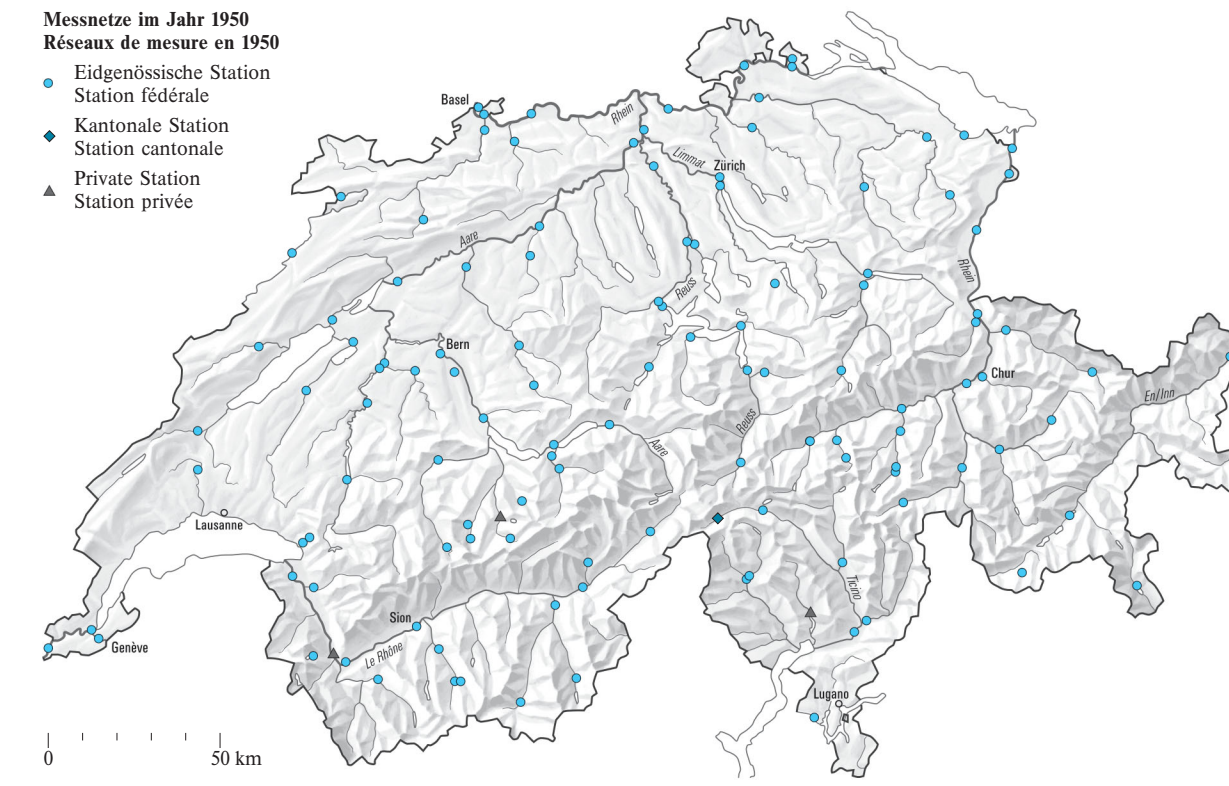 Messnetze im Jahr 1950
Réseaux de mesure en 1950
Eidgenössische Station
Station fédérale
Kantonale Station
Station cantonale
Private Station
Station privée
Basel
Rhein
Limmat
Zürich
Aare
Rhein
Reuss
Bern
Chur
En/Inn
Reuss
Aare
Lausanne
Ticino
Sion
Le Rhône
Genève
Lugano
0
50 km